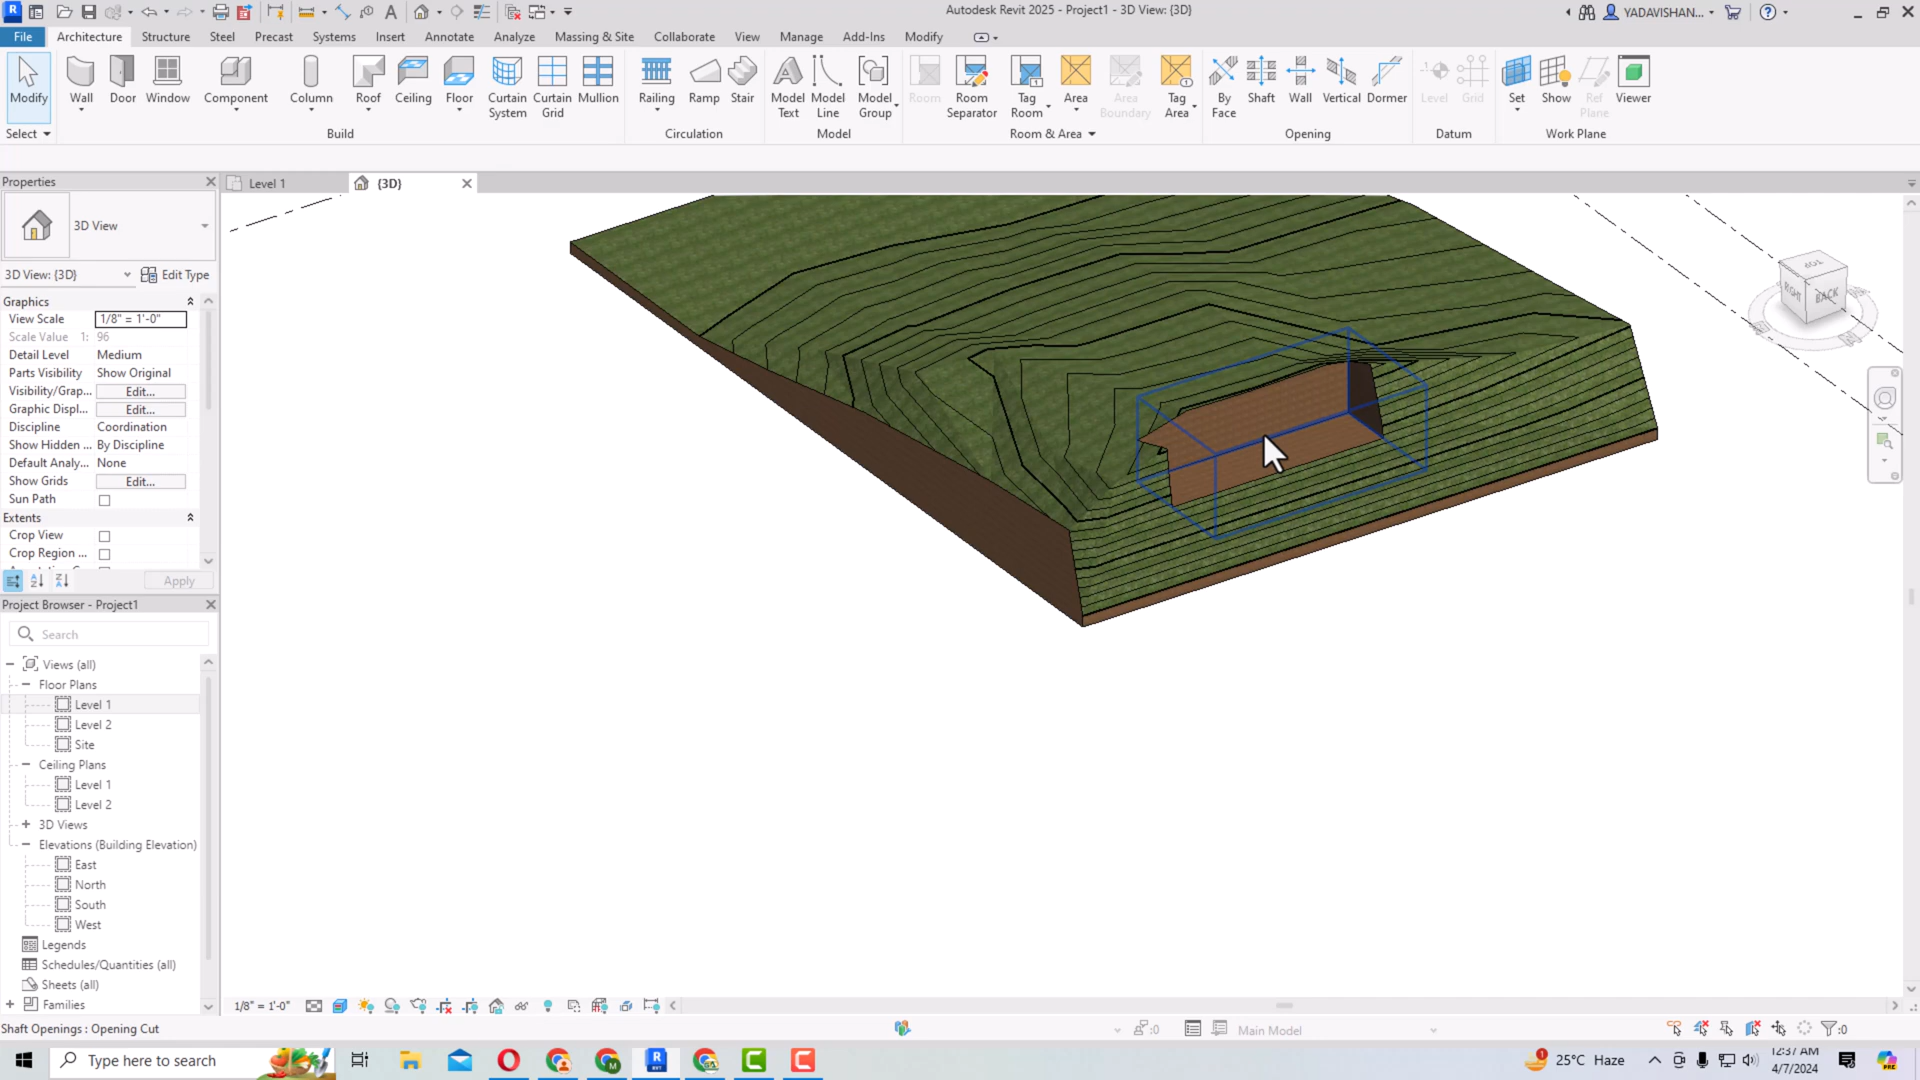 Autodesk Revit 2025 - Project1 - 3D View: {3D}
YADAVISHAN...
File Architecture Structure Steel Precast Systems Insert Annotate Analyze Massing & Site Collaborate View Manage Add-Ins Modify
Modify Wall Door Window Component Column Roof Ceiling Floor Curtain System Curtain Grid Mullion Railing Ramp Stair Model Text Model Line Model Group Room Room Separator Tag Room Area Area Boundary Tag Area By Face Shaft Wall Vertical Dormer Level Grid Set Show Ref Plane Viewer
Select Build Circulation Model Room & Area Opening Datum Work Plane
Properties
Level 1
{3D}
3D View
3D View: {3D}
Edit Type
Graphics
View Scale 1/8" = 1'-0"
Scale Value 1: 96
Detail Level Medium
Parts Visibility Show Original
Visibility/Grap... Edit...
Graphic Displ... Edit...
Discipline Coordination
Show Hidden ... By Discipline
Default Analy... None
Show Grids Edit...
Sun Path
Extents
Crop View
Crop Region ...
Apply
TOP
RIGHT
BACK
Project Browser - Project1
Search
Views (all)
Floor Plans
Level 1
Level 2
Site
Ceiling Plans
Level 1
Level 2
3D Views
Elevations (Building Elevation)
East
North
South
West
Legends
Schedules/Quantities (all)
Sheets (all)
Families
1/8" = 1'-0"
Shaft Openings : Opening Cut
:0
Main Model
:0
Type here to search
25°C Haze
12:37 AM
4/7/2024